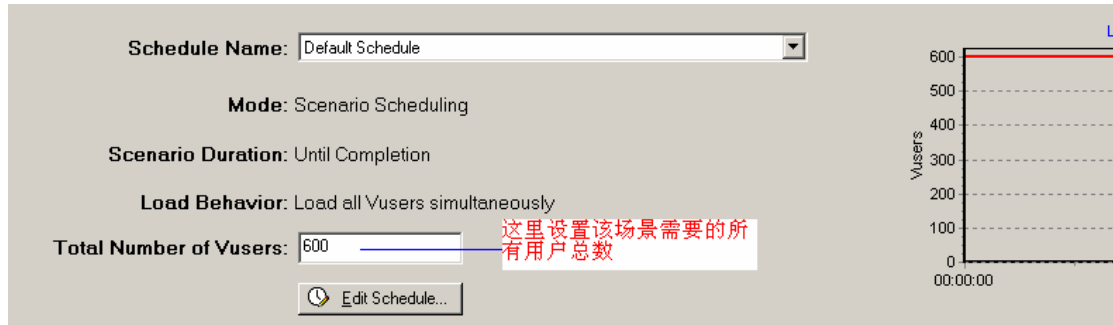 Schedule Name: Default Schedule
Mode: Scenario Scheduling
Scenario Duration: Until Completion
Load Behavior: Load all Vusers simultaneously
Total Number of Vusers: 600
这里设置该场景需要的所
有用户总数
Edit Schedule...
L
600
500
400
300
200
100
0
Vusers
00:00:00